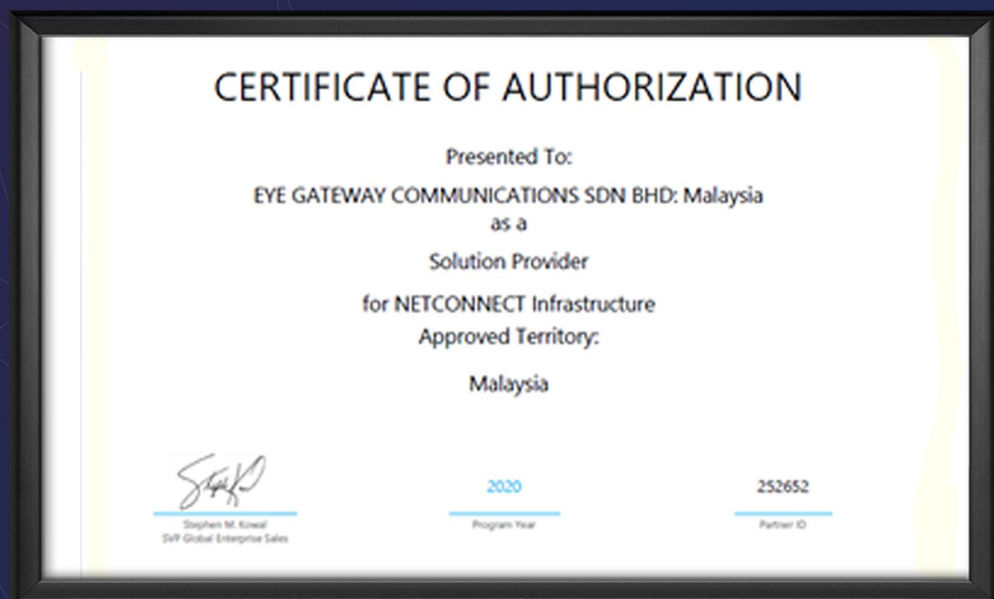 CERTIFICATE OF AUTHORIZATION
Presented To:
EYE GATEWAY COMMUNICATIONS SDN BHD: Malaysia
as a
Solution Provider
for NETCONNECT Infrastructure
Approved Territory:
Malaysia
2020
252652
Stephen M. Kowal
Program Year
Partner ID
SVP Global Enterprise Sales